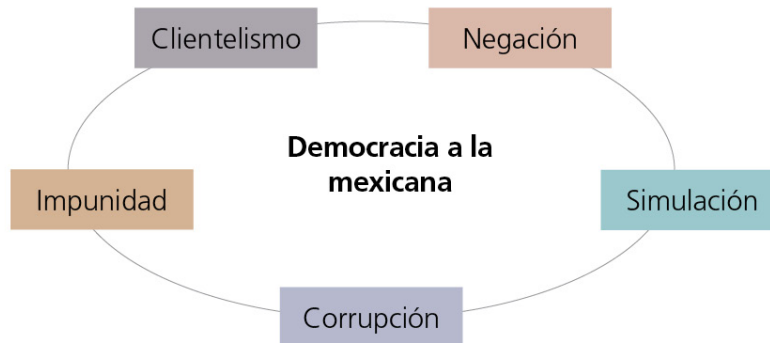 Clientelismo
Negación
Democracia a la
mexicana
Impunidad
Simulación
Corrupción